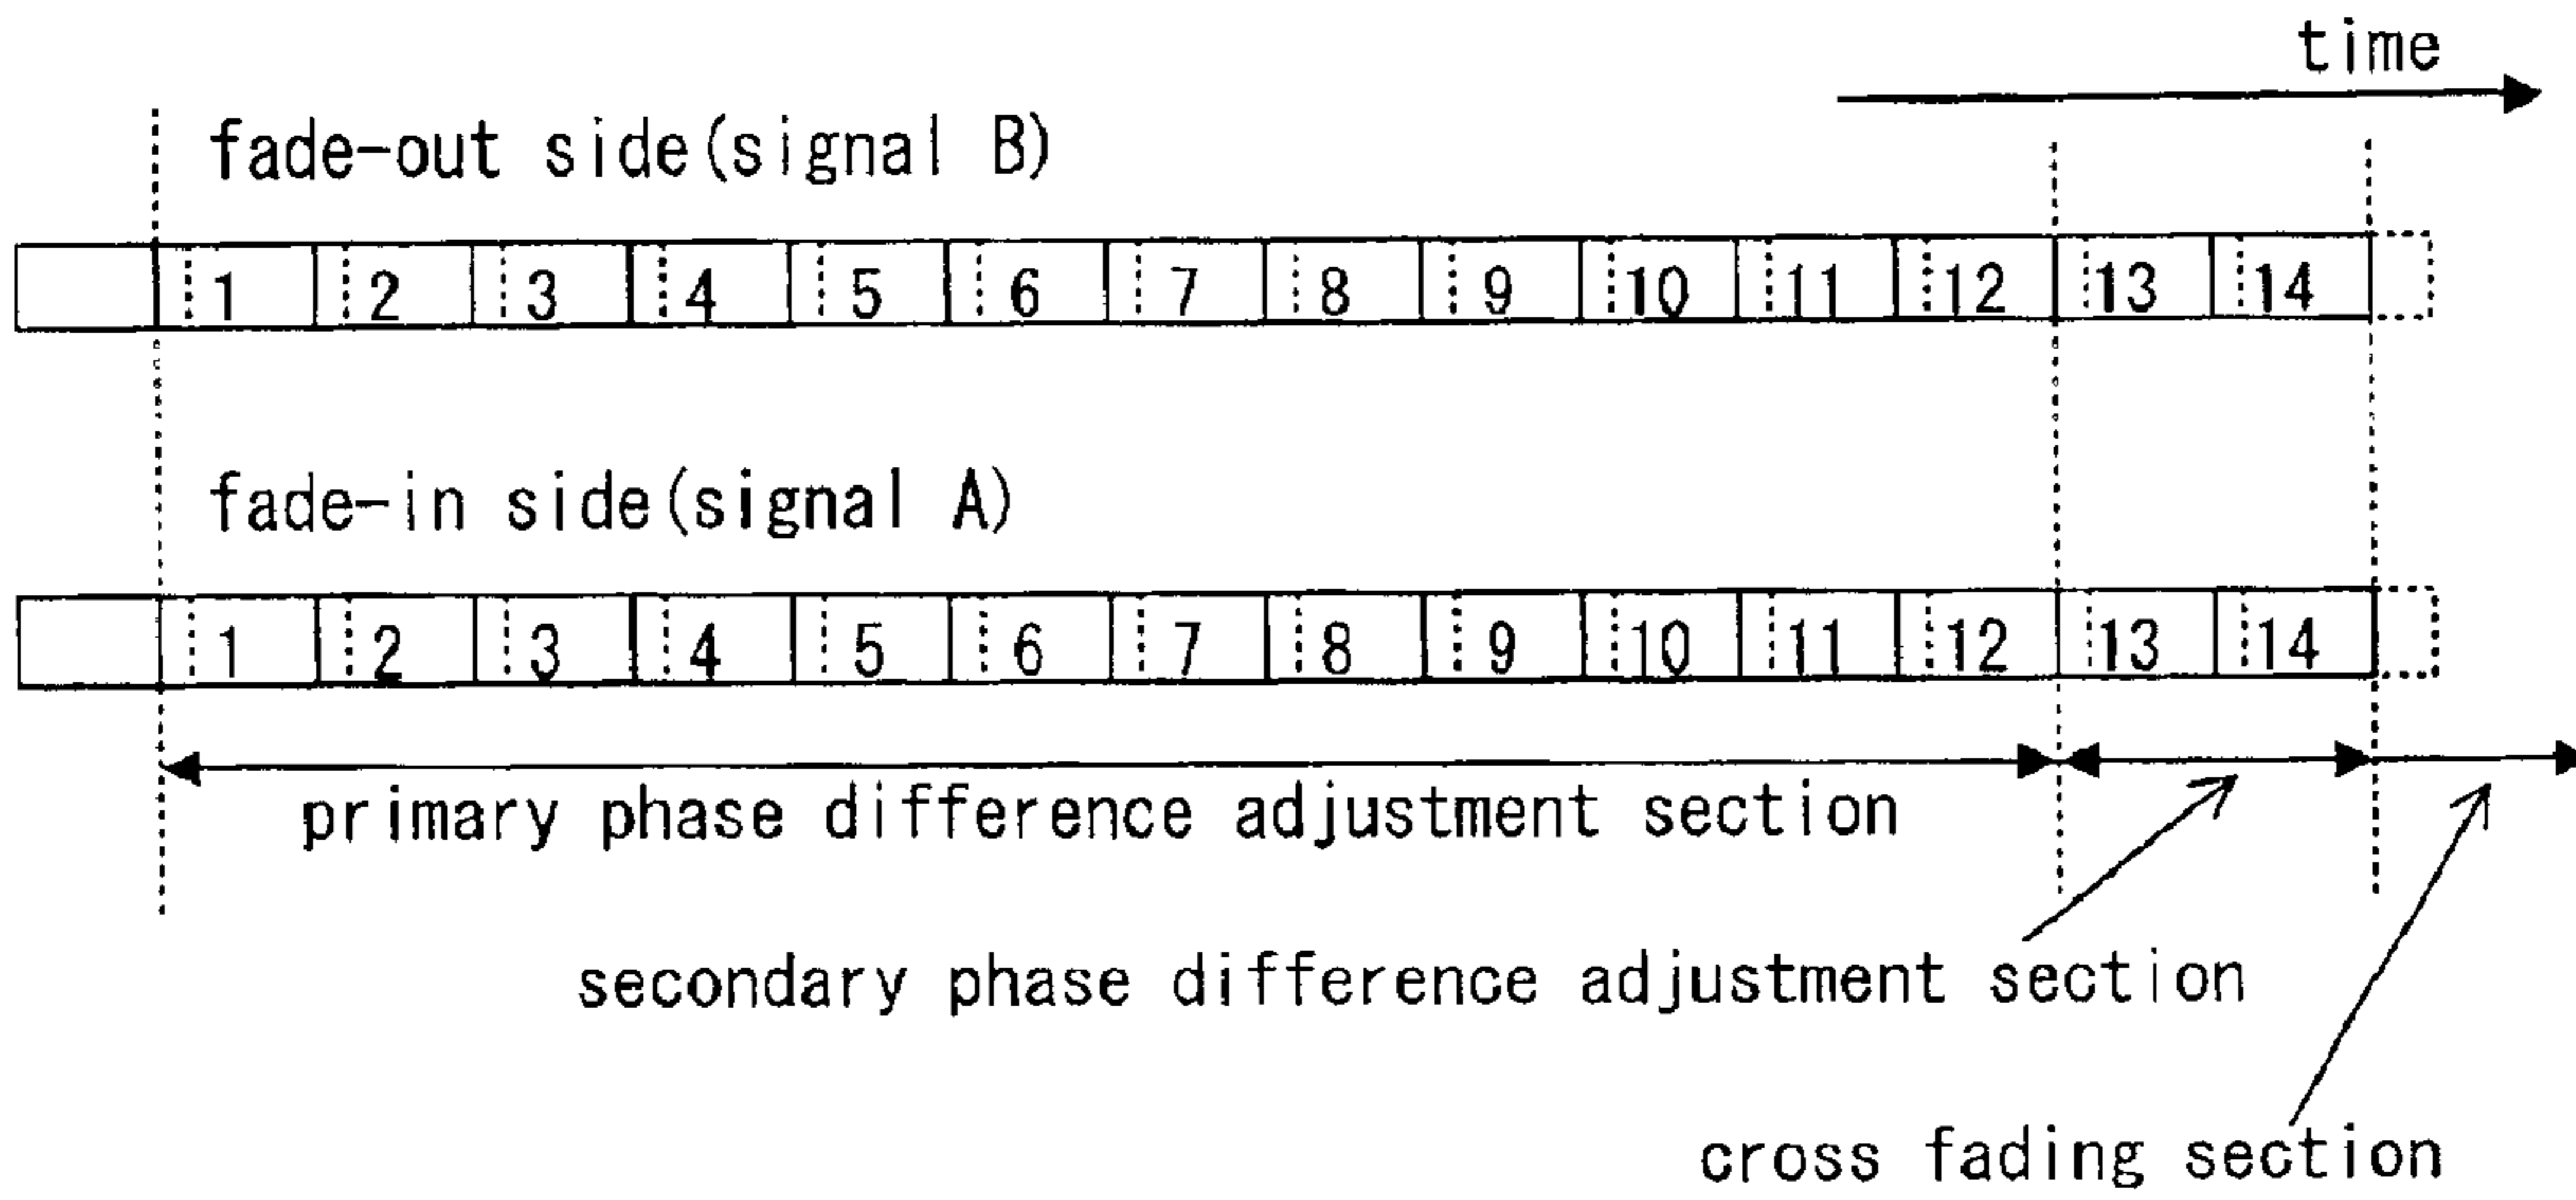 time
fade-out side(signal B)
1 2 3 4 5 6 7 8 9 10 11 12 13 14
fade-in side(signal A)
1 2 3 4 5 6 7 8 9 10 11 12 13 14
primary phase difference adjustment section
secondary phase difference adjustment section
cross fading section